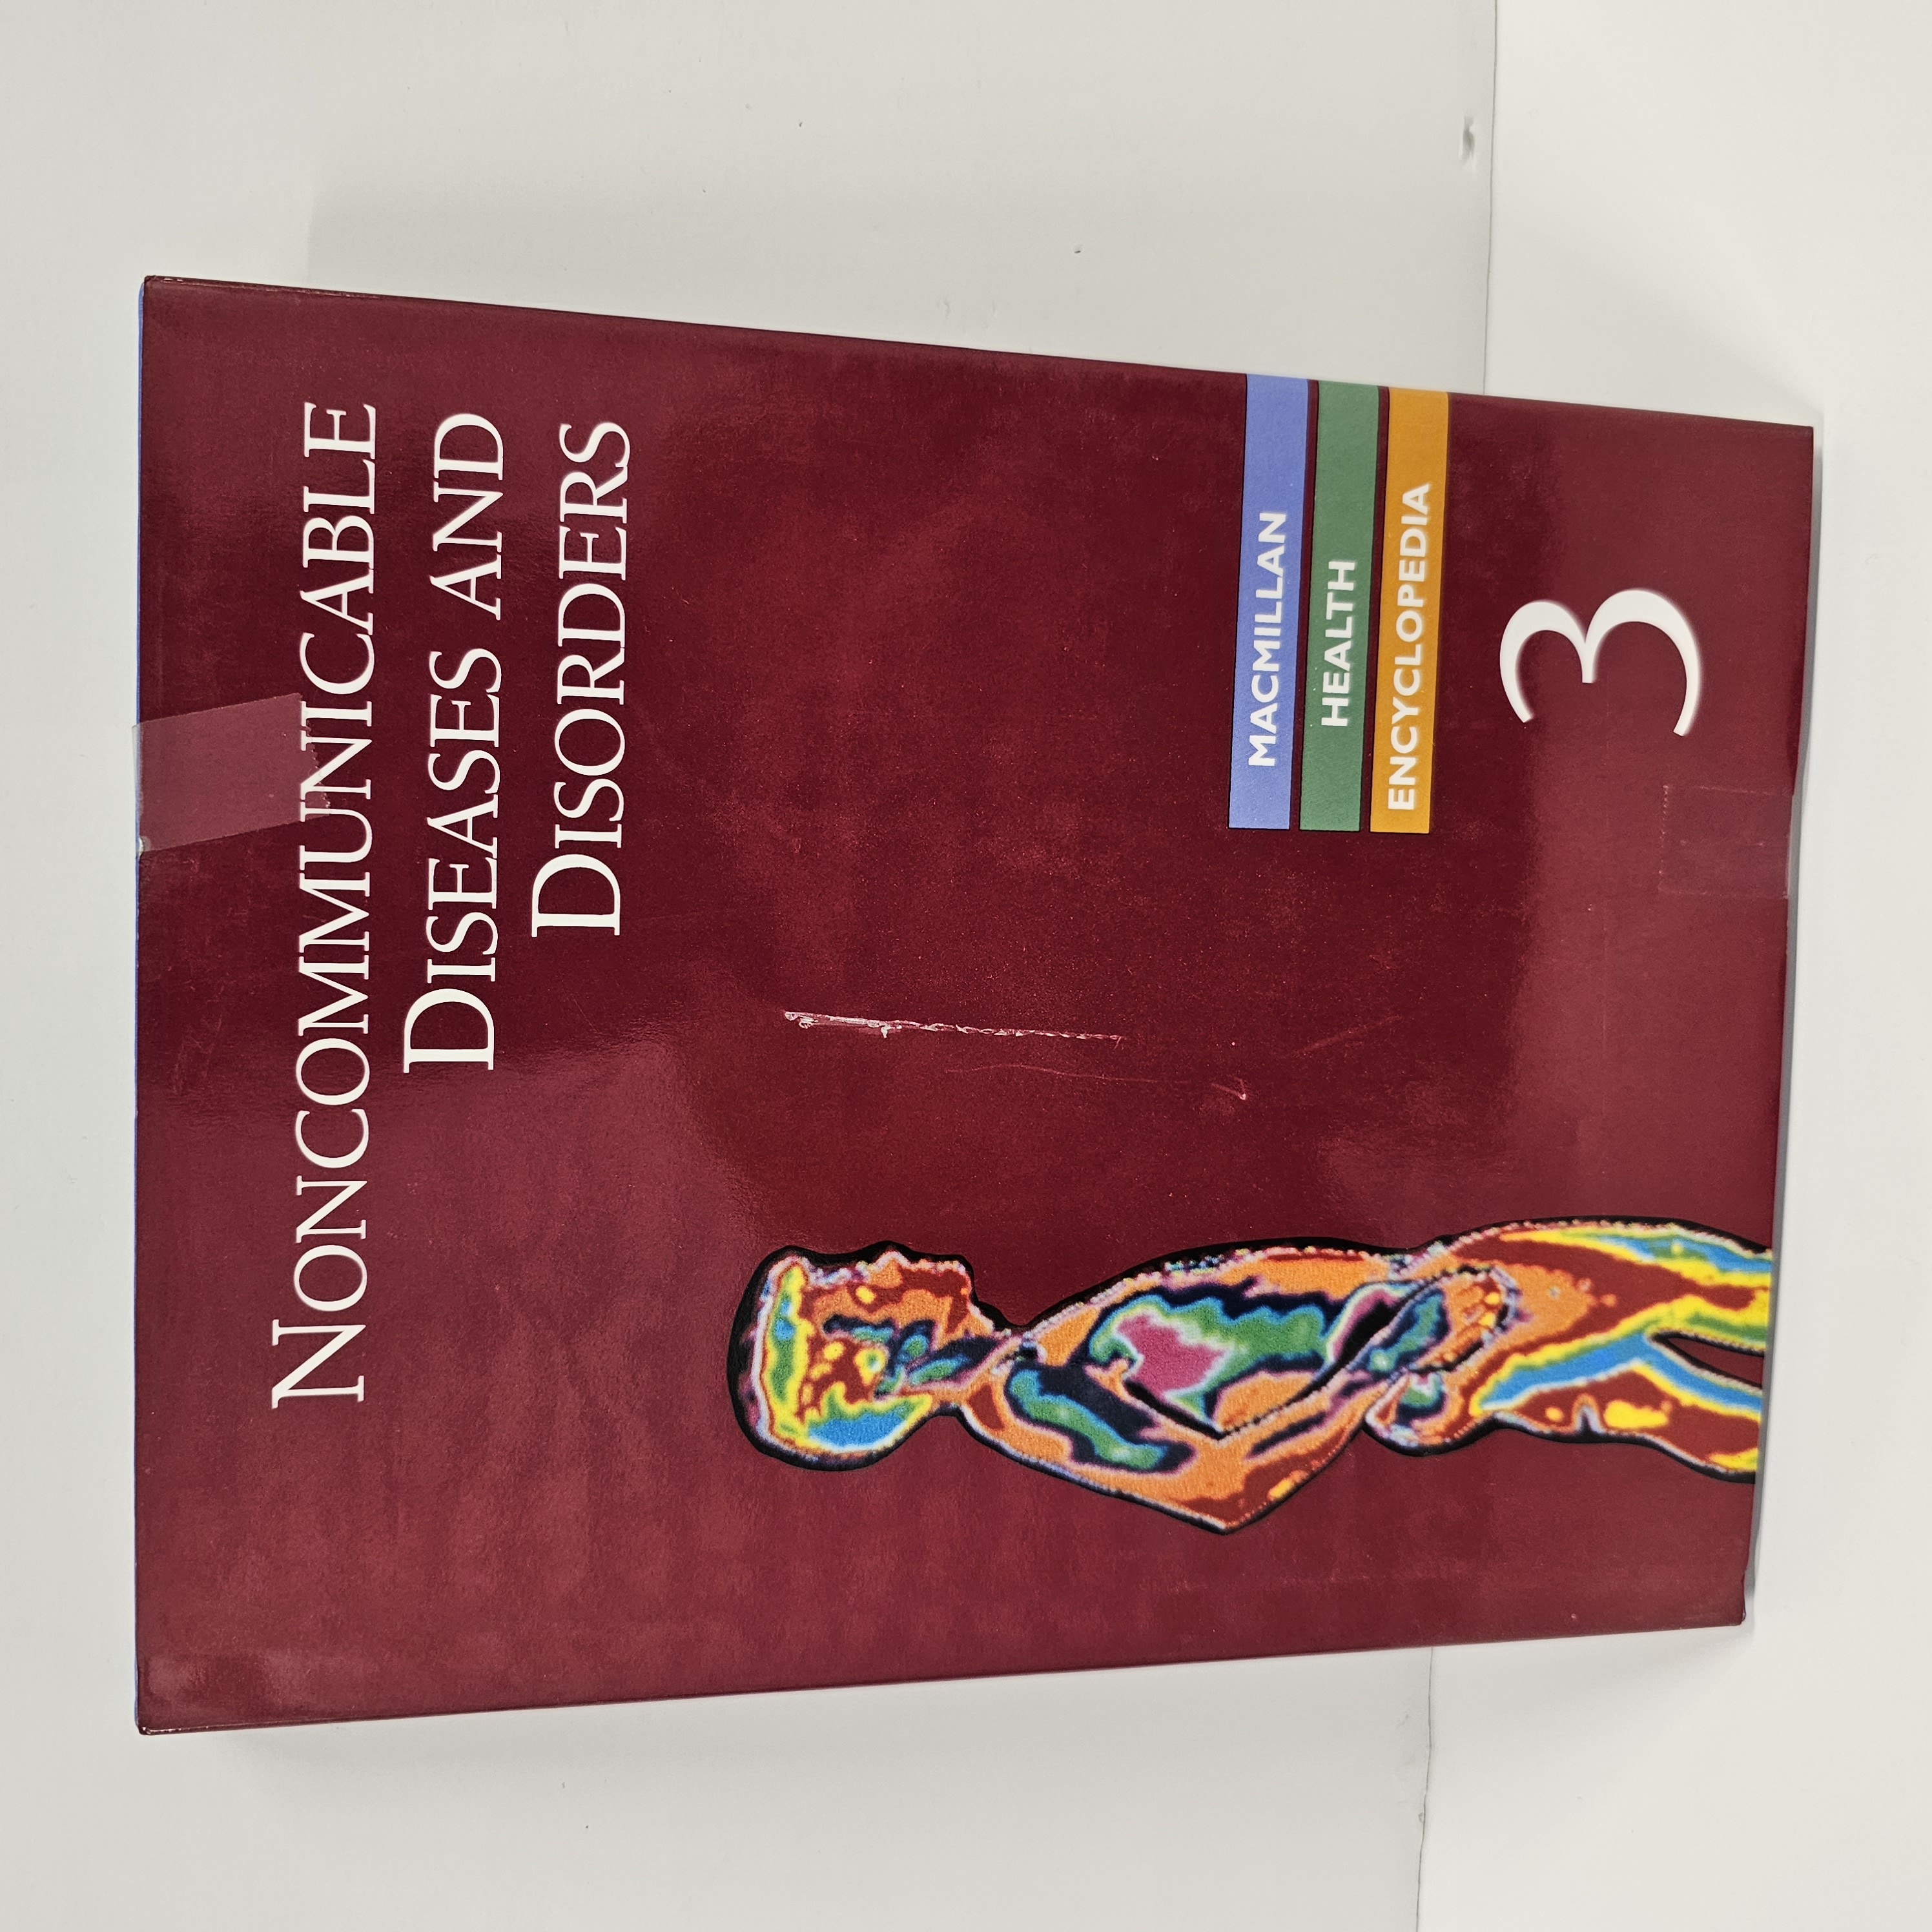 NONCOMMUNICABLE
DISEASES AND
DISORDERS
MACMILLAN
HEALTH
ENCYCLOPEDIA
3